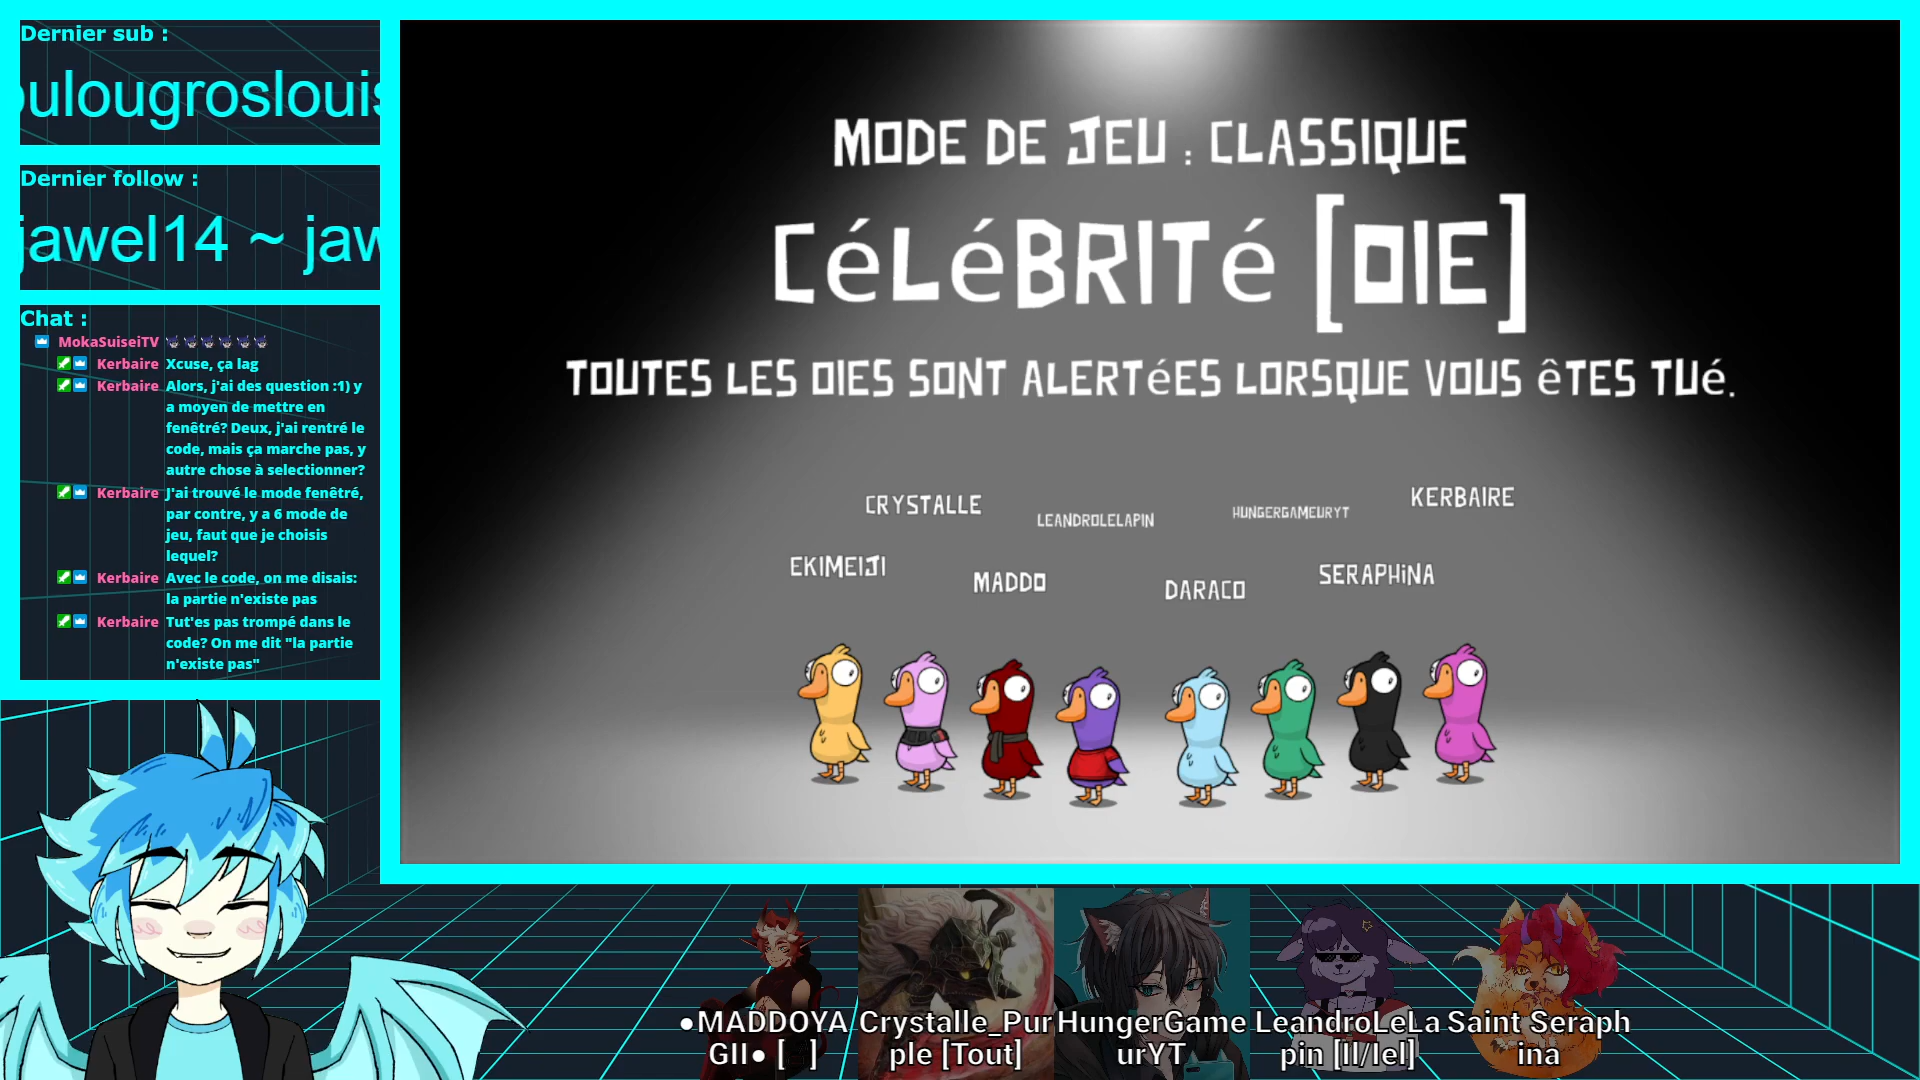 Dernier sub :
oulougroslouis
Dernier follow :
jawel14 ~ jaw
Chat :
MokaSuiseiTV
Kerbaire Xcuse, ça lag
Kerbaire Alors, j'ai des question :1) y
a moyen de mettre en
fenêtré? Deux, j'ai rentré le
code, mais ça marche pas, y
autre chose à selectionner?
Kerbaire J'ai trouvé le mode fenêtré,
par contre, y a 6 mode de
jeu, faut que je choisis
lequel?
Kerbaire Avec le code, on me disais:
la partie n'existe pas
Kerbaire Tut'es pas trompé dans le
code? On me dit "la partie
n'existe pas"
MODE DE JEU : CLASSIQUE
CéLéBRITé [OIE]
TOUTES LES OIES SONT ALERTéES LORSQUE VOUS êTES TUé.
CRYSTALLE
LEANDROLELAPIN
HUNGERGAMEURYT
KERBAIRE
EKIMEIJI
MADDO
DARACO
SERAPHiNA
●MADDOYA
GII● [ ]
Crystalle_Pur
ple [Tout]
HungerGame
urYT
LeandroLeLa
pin [Il/Iel]
Saint Seraph
ina